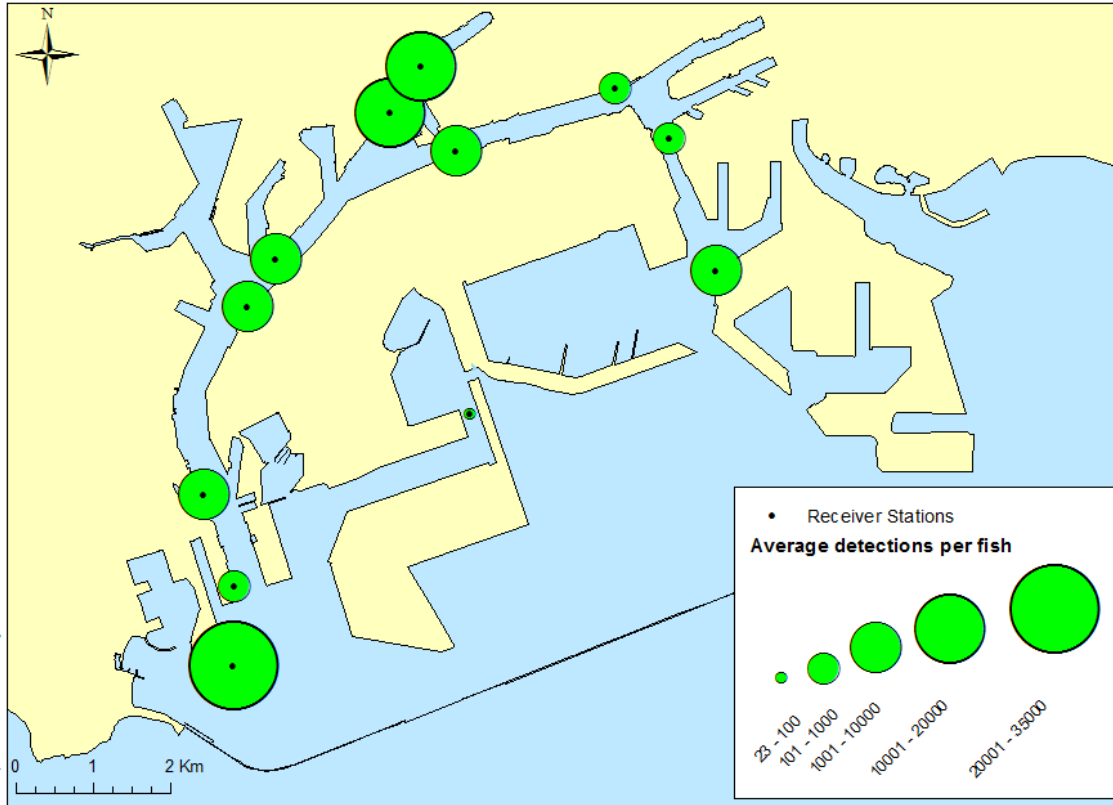 N
Receiver Stations
Average detections per fish
23 - 100
101 - 1000
1001 - 10000
10001 - 20000
20001 - 35000
0 1 2 Km